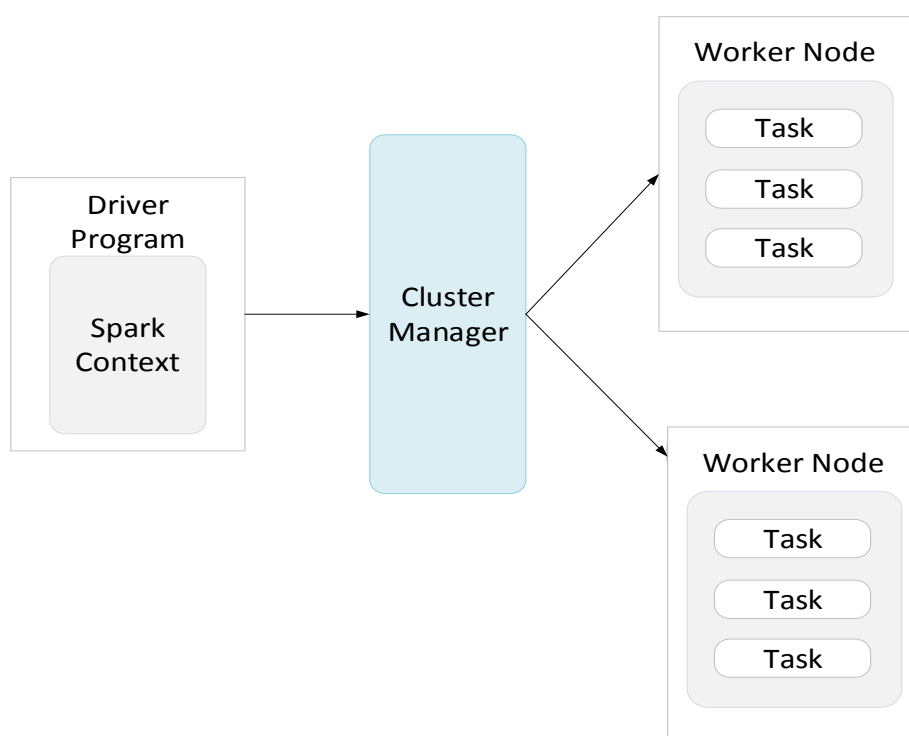 Driver
Program
Spark
Context
Cluster
Manager
Worker Node
Task
Task
Task
Worker Node
Task
Task
Task